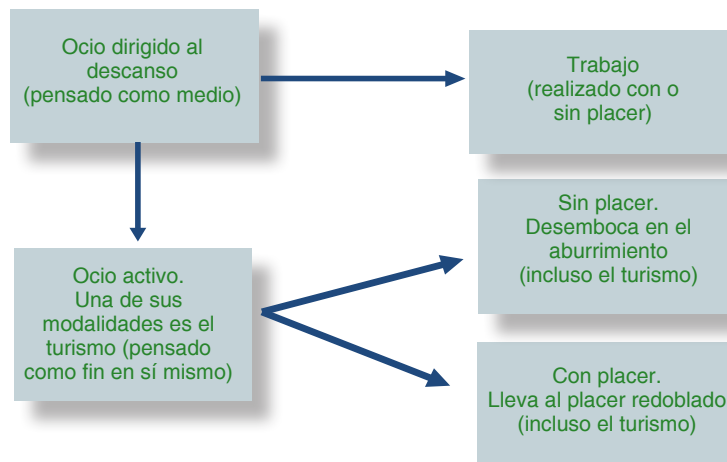 Ocio dirigido al
descanso
(pensado como medio)
Trabajo
(realizado con o
sin placer)
Ocio activo.
Una de sus
modalidades es el
turismo (pensado
como fin en sí mismo)
Sin placer.
Desemboca en el
aburrimiento
(incluso el turismo)
Con placer.
Lleva al placer redoblado
(incluso el turismo)